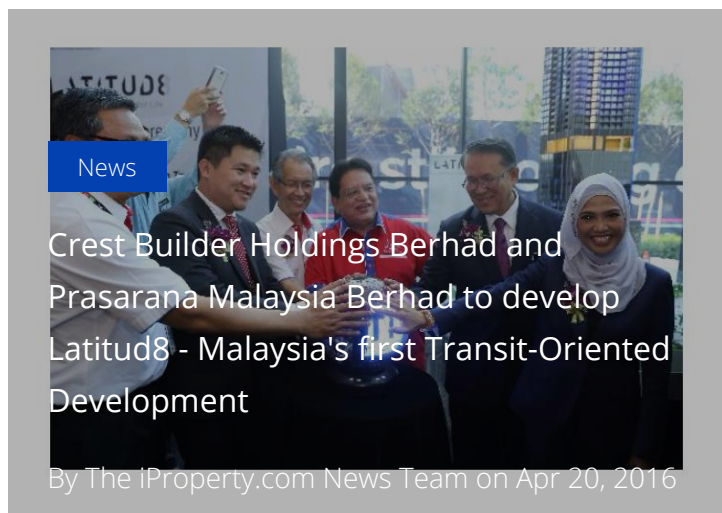 LATITUD8
News
Crest Builder Holdings Berhad and
Prasarana Malaysia Berhad to develop
Latitud8 - Malaysia's first Transit-Oriented
Development
By The iProperty.com News Team on Apr 20, 2016